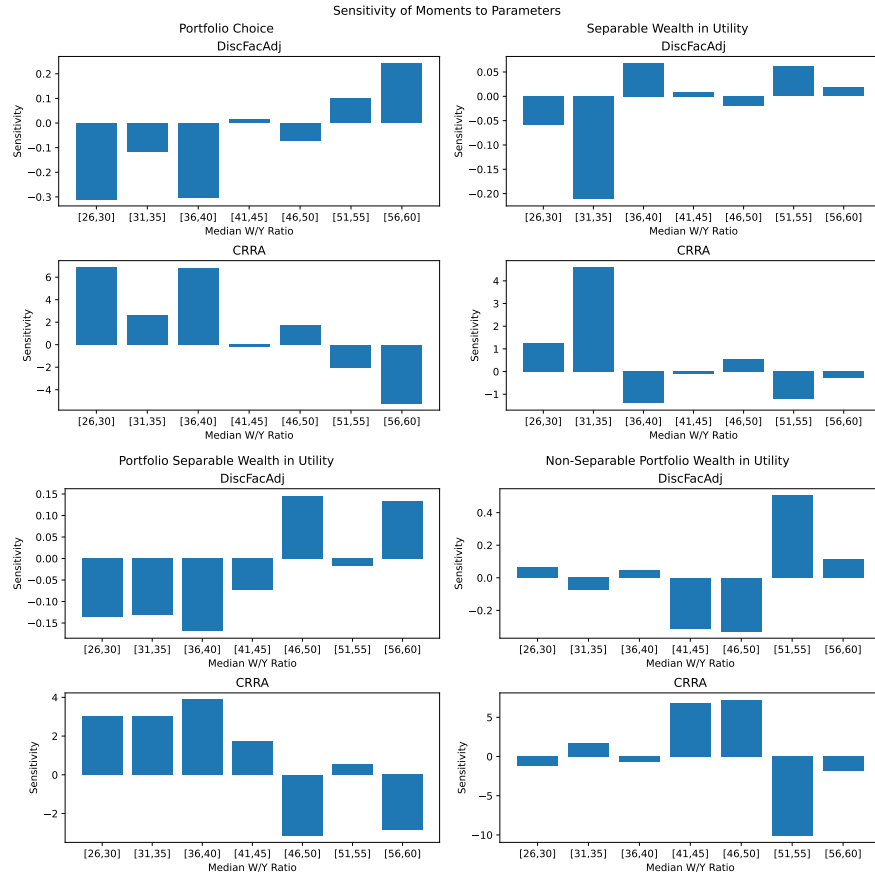 Sensitivity of Moments to Parameters
Portfolio Choice
DiscFacAdj
0.2
0.1
0.0
−0.1
−0.2
−0.3
Sensitivity
[26,30] [31,35] [36,40] [41,45] [46,50] [51,55] [56,60]
Median W/Y Ratio
CRRA
6
4
2
0
−2
−4
Sensitivity
[26,30] [31,35] [36,40] [41,45] [46,50] [51,55] [56,60]
Median W/Y Ratio
Separable Wealth in Utility
DiscFacAdj
0.05
0.00
−0.05
−0.10
−0.15
−0.20
Sensitivity
[26,30] [31,35] [36,40] [41,45] [46,50] [51,55] [56,60]
Median W/Y Ratio
CRRA
4
3
2
1
0
−1
Sensitivity
[26,30] [31,35] [36,40] [41,45] [46,50] [51,55] [56,60]
Median W/Y Ratio
Portfolio Separable Wealth in Utility
DiscFacAdj
0.15
0.10
0.05
0.00
−0.05
−0.10
−0.15
Sensitivity
[26,30] [31,35] [36,40] [41,45] [46,50] [51,55] [56,60]
Median W/Y Ratio
CRRA
4
2
0
−2
Sensitivity
[26,30] [31,35] [36,40] [41,45] [46,50] [51,55] [56,60]
Median W/Y Ratio
Non-Separable Portfolio Wealth in Utility
DiscFacAdj
0.4
0.2
0.0
−0.2
Sensitivity
[26,30] [31,35] [36,40] [41,45] [46,50] [51,55] [56,60]
Median W/Y Ratio
CRRA
5
0
−5
−10
Sensitivity
[26,30] [31,35] [36,40] [41,45] [46,50] [51,55] [56,60]
Median W/Y Ratio